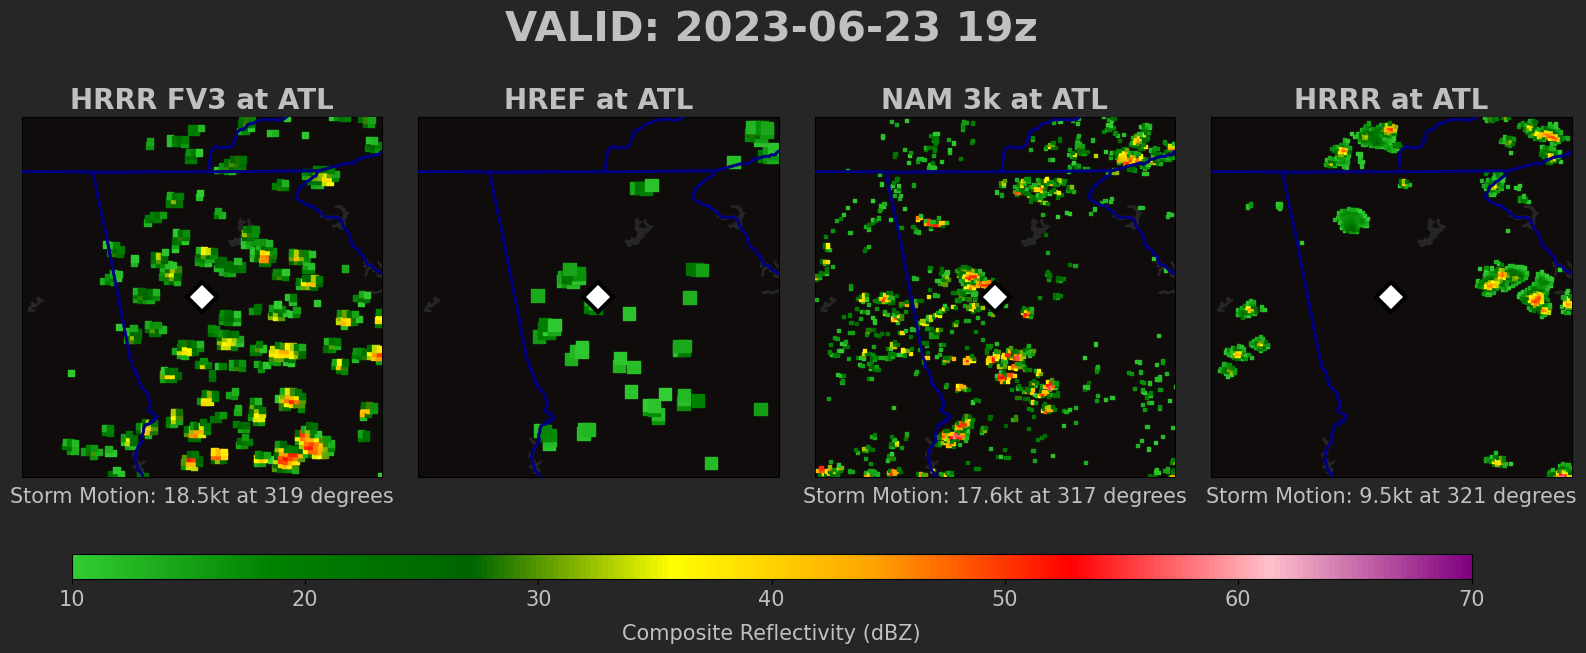 VALID: 2023-06-23 19z
HRRR FV3 at ATL
HREF at ATL
NAM 3k at ATL
HRRR at ATL
Storm Motion: 18.5kt at 319 degrees
Storm Motion: 17.6kt at 317 degrees
Storm Motion: 9.5kt at 321 degrees
10 20 30 40 50 60 70
Composite Reflectivity (dBZ)